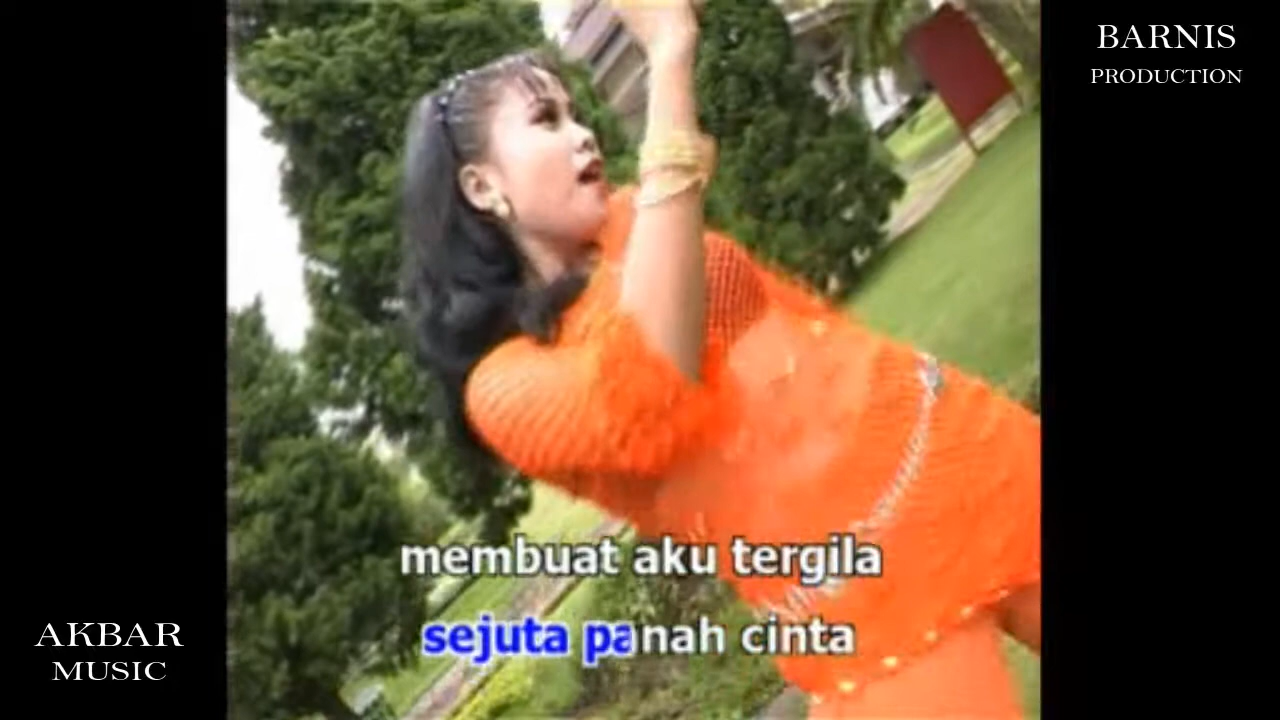 BARNIS
PRODUCTION
membuat aku tergila
sejuta panah cinta
AKBAR
MUSIC